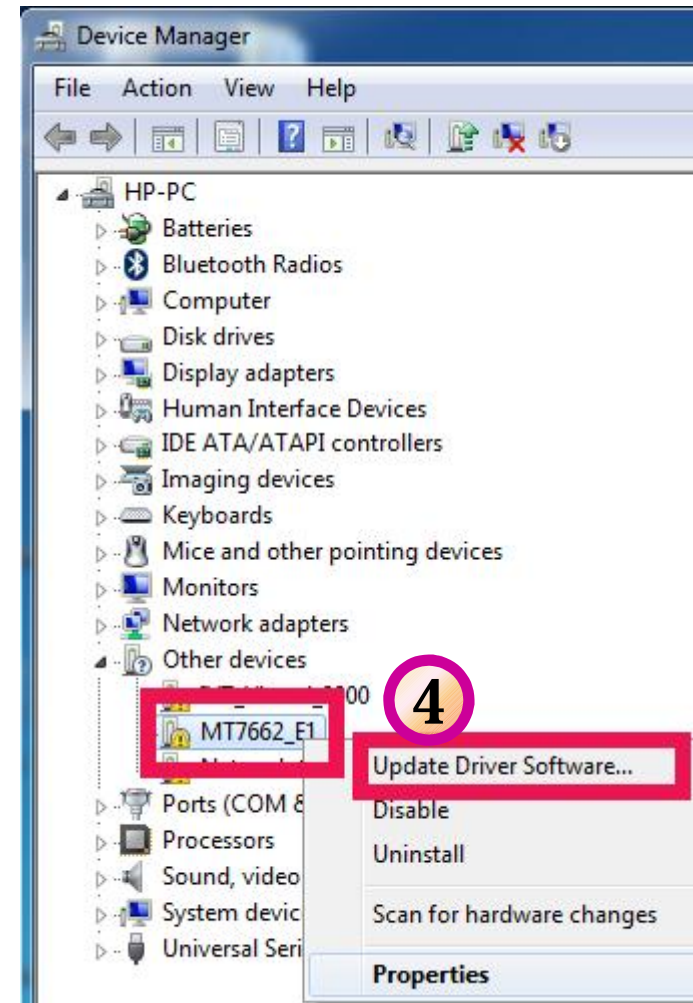 Device Manager
File Action View Help
HP-PC
Batteries
Bluetooth Radios
Computer
Disk drives
Display adapters
Human Interface Devices
IDE ATA/ATAPI controllers
Imaging devices
Keyboards
Mice and other pointing devices
Monitors
Network adapters
Other devices
4
MT7662_E1
Update Driver Software...
Ports (COM &
Disable
Processors
Uninstall
Sound, video
System devic
Scan for hardware changes
Universal Seri
Properties